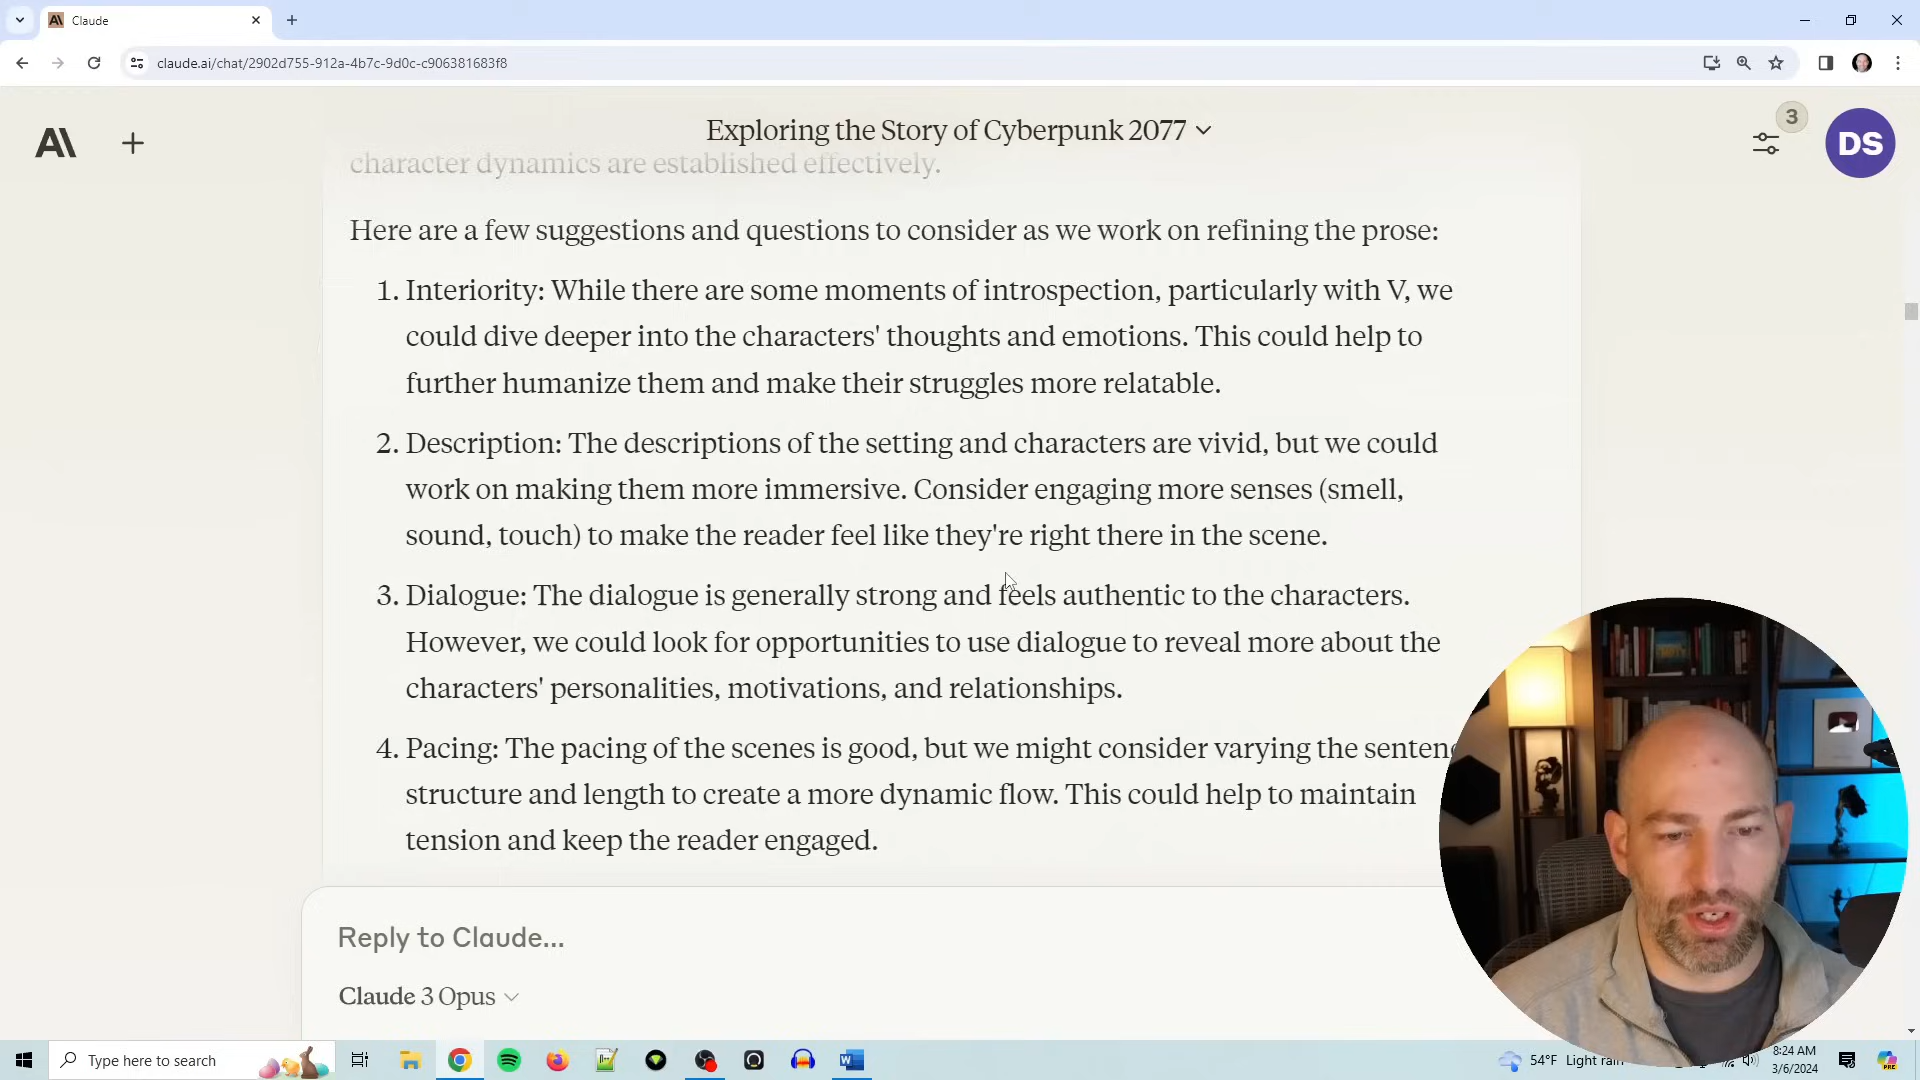 Claude
claude.ai/chat/2902d755-912a-4b7c-9d0c-c906381683f8
Exploring the Story of Cyberpunk 2077
3
DS
character dynamics are established effectively.
Here are a few suggestions and questions to consider as we work on refining the prose:
1. Interiority: While there are some moments of introspection, particularly with V, we
could dive deeper into the characters' thoughts and emotions. This could help to
further humanize them and make their struggles more relatable.
2. Description: The descriptions of the setting and characters are vivid, but we could
work on making them more immersive. Consider engaging more senses (smell,
sound, touch) to make the reader feel like they're right there in the scene.
3. Dialogue: The dialogue is generally strong and feels authentic to the characters.
However, we could look for opportunities to use dialogue to reveal more about the
characters' personalities, motivations, and relationships.
4. Pacing: The pacing of the scenes is good, but we might consider varying the sentenc
structure and length to create a more dynamic flow. This could help to maintain
tension and keep the reader engaged.
Reply to Claude...
Claude 3 Opus
Type here to search
54°F Light rain
8:24 AM
3/6/2024